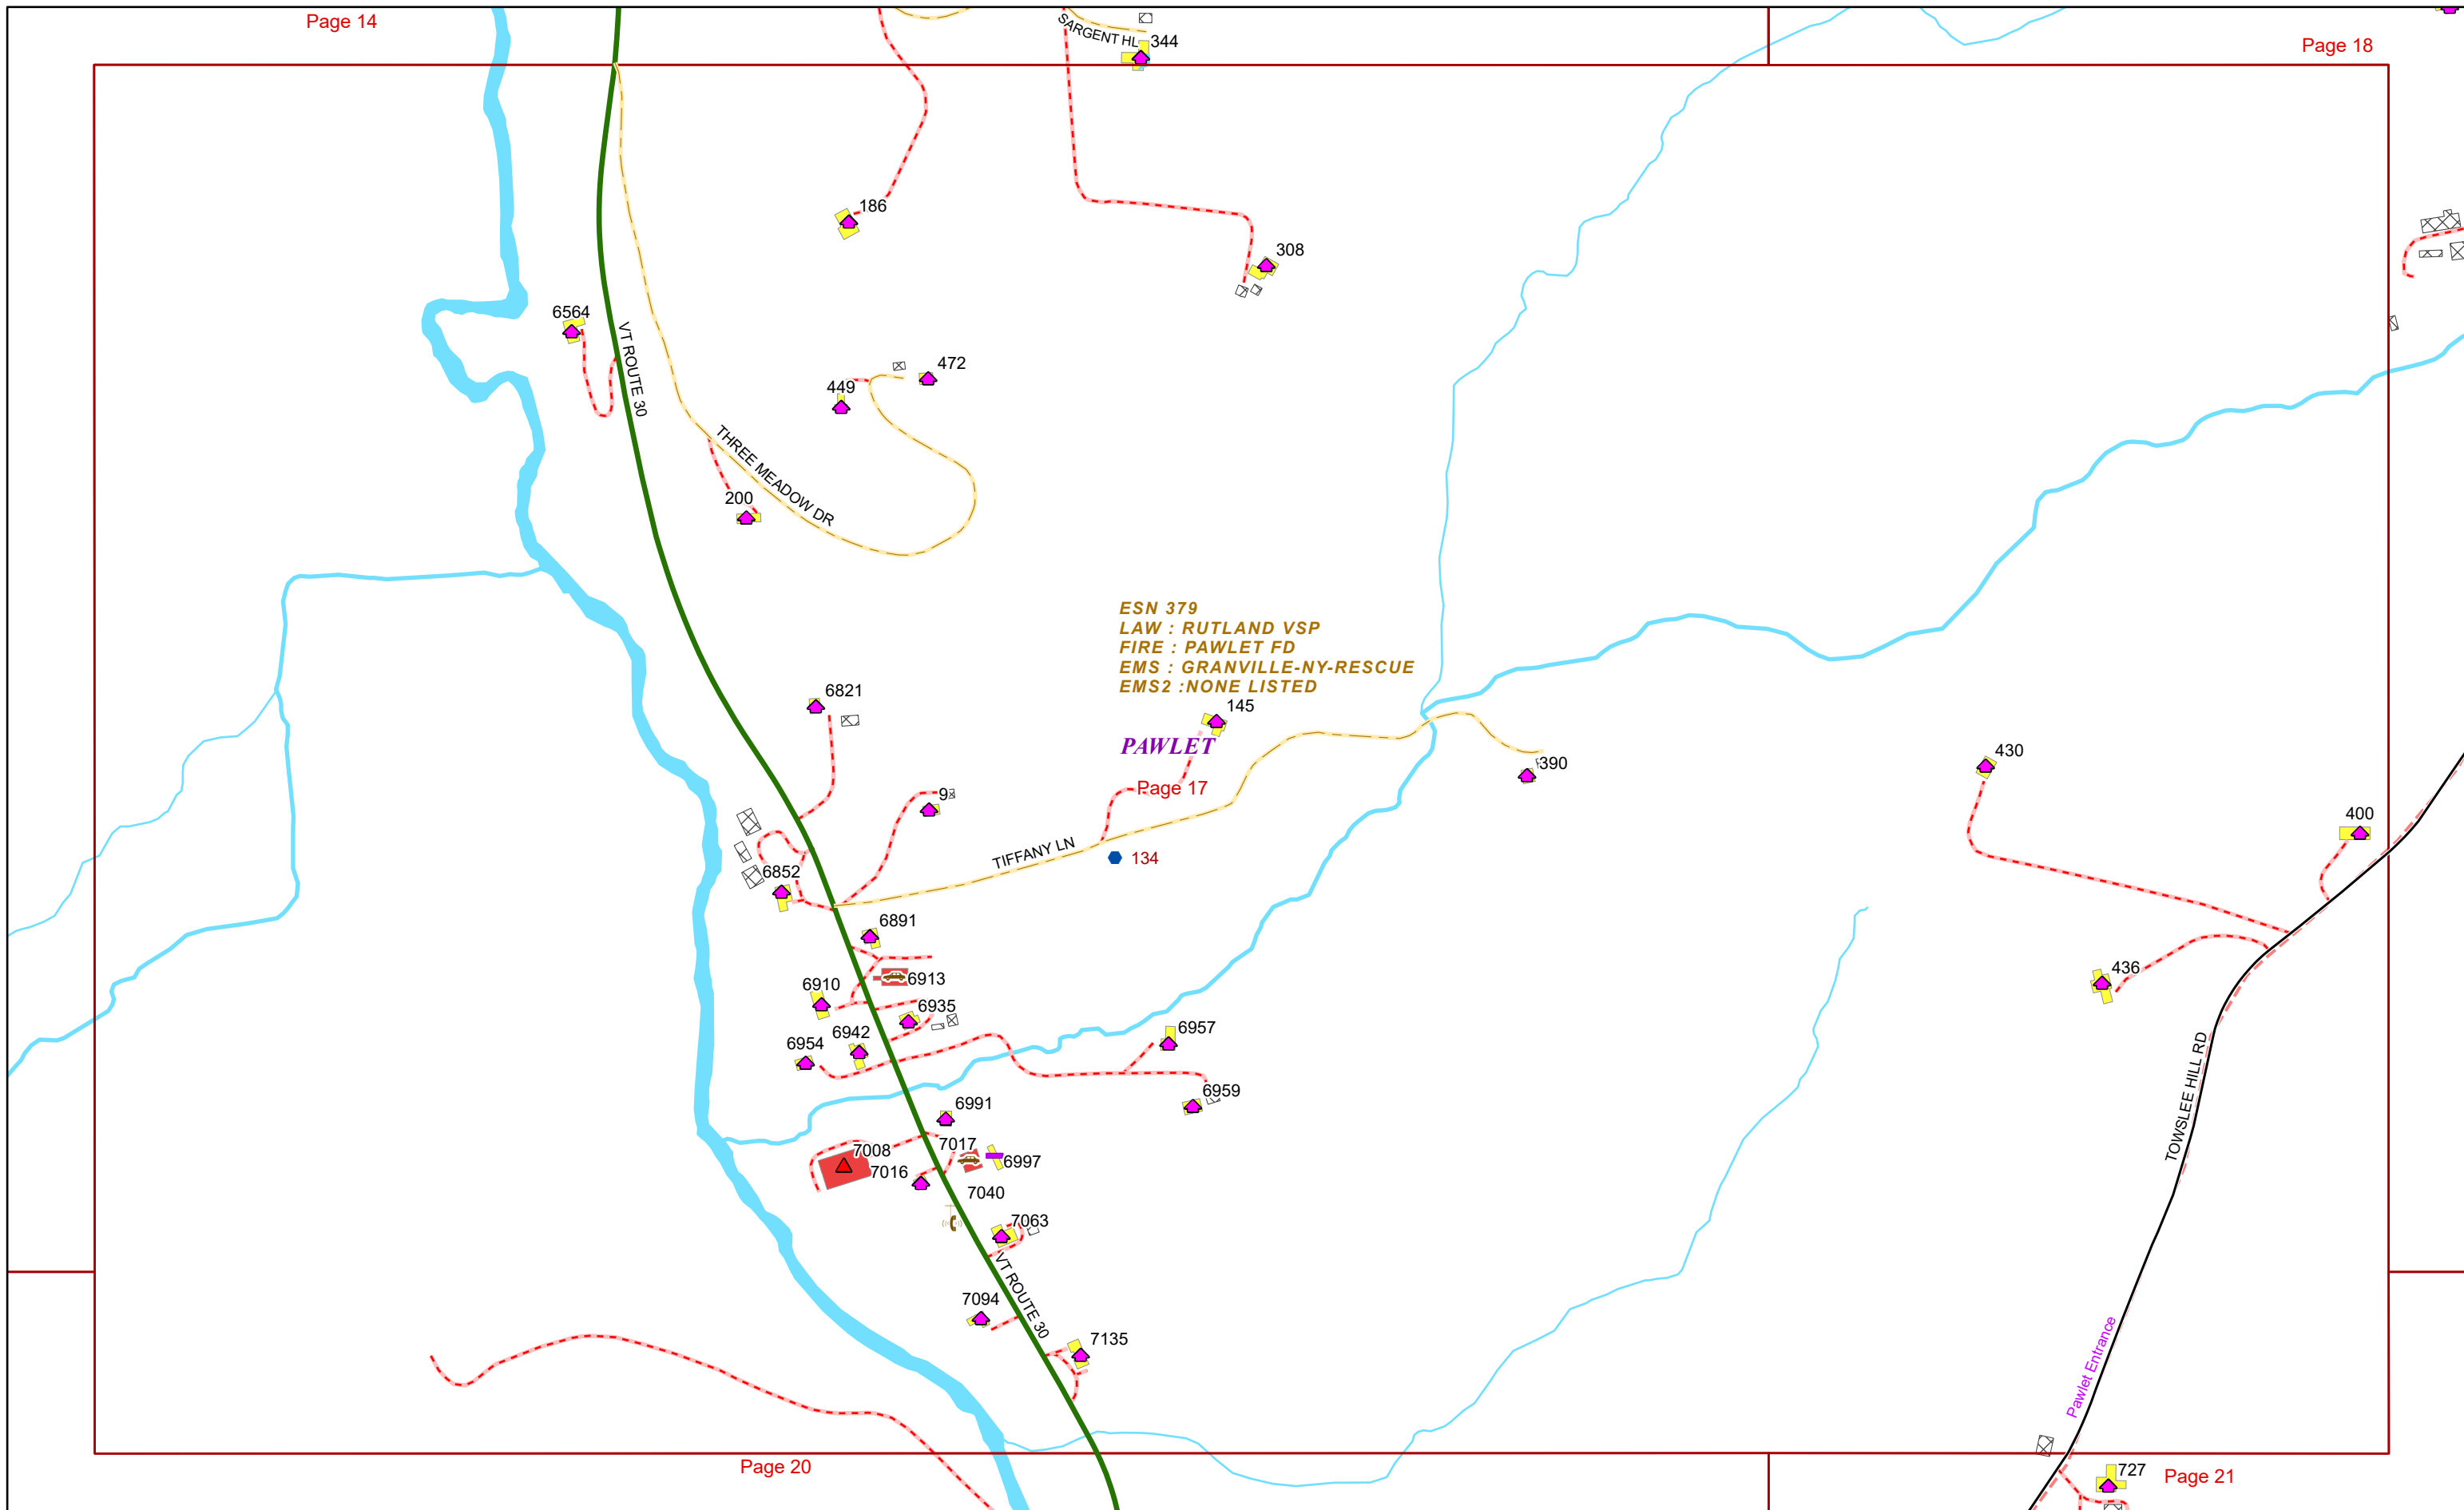 Page 14
SARGENT HL
344
Page 18
186
308
6564
VT ROUTE 30
472
449
THREE MEADOW DR
200
ESN 379
LAW : RUTLAND VSP
FIRE : PAWLET FD
EMS : GRANVILLE-NY-RESCUE
EMS2 :NONE LISTED
6821
145
PAWLET
430
390
Page 17
9
400
TIFFANY LN
134
6852
6891
436
6913
6910
6935
6957
6942
6954
TOWSLEE HILL RD
6959
6991
7017
7008
6997
7016
7040
7063
VT ROUTE 30
7094
7135
Pawlet Entrance
Page 20
727
Page 21